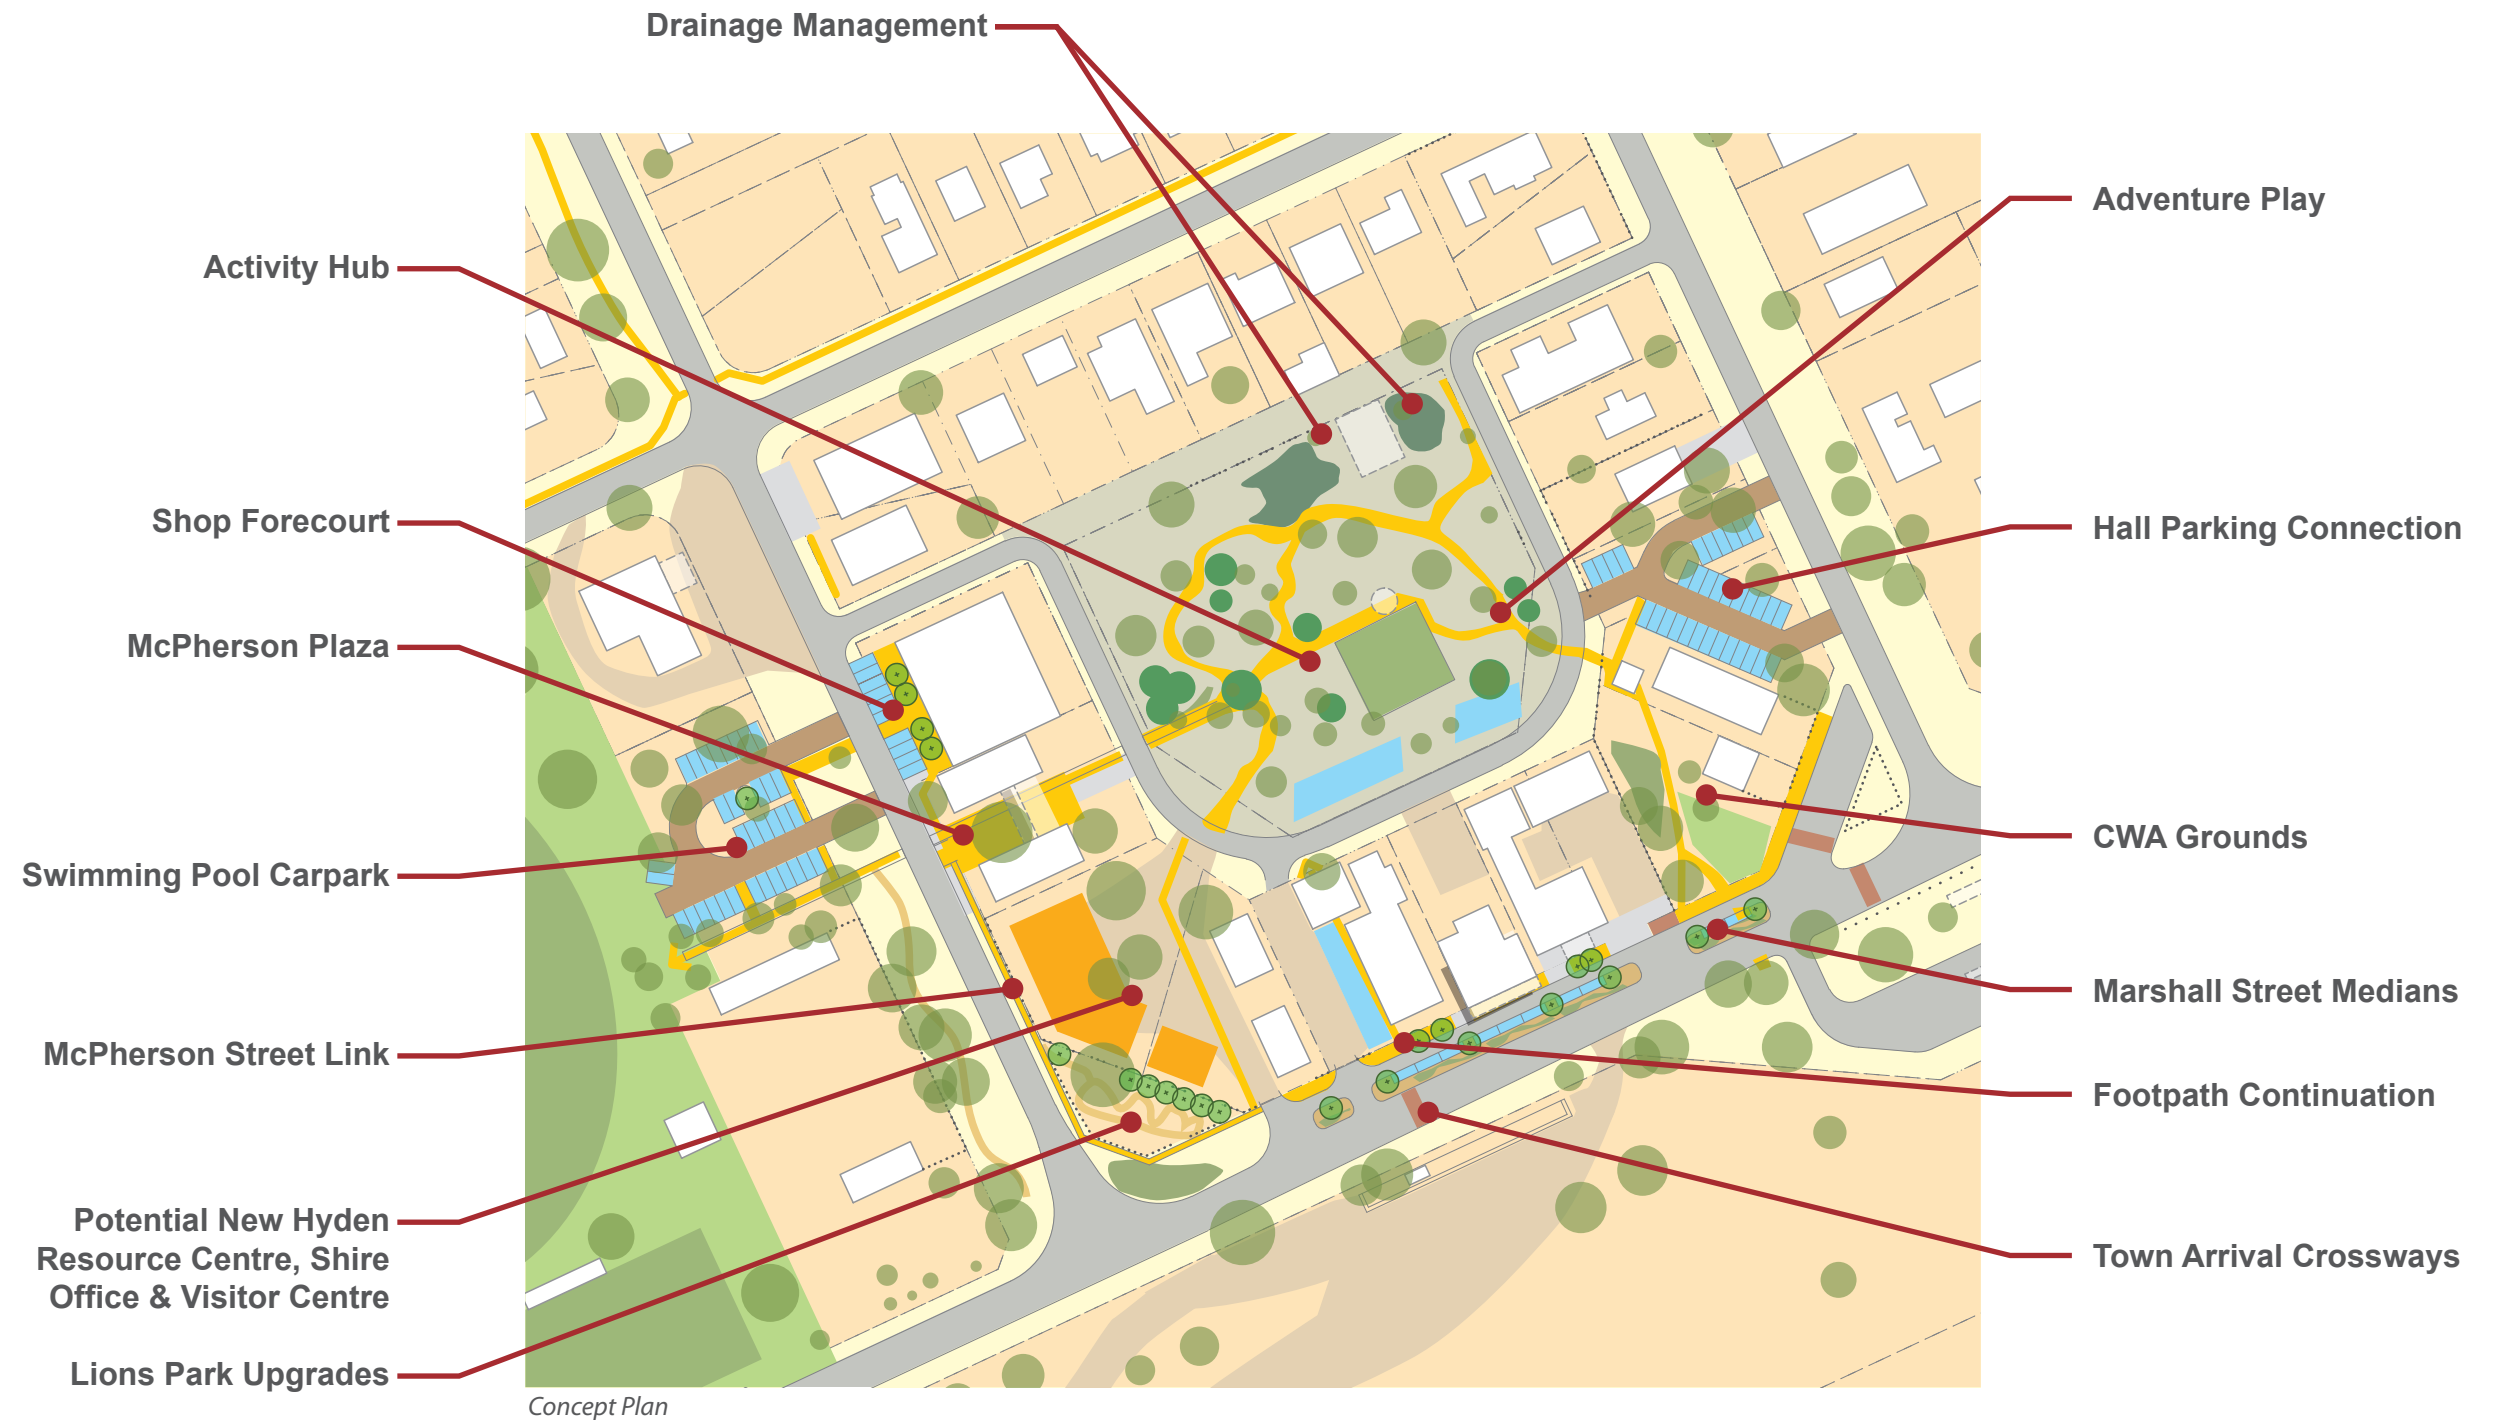 Drainage Management
Adventure Play
Activity Hub
Shop Forecourt
Hall Parking Connection
McPherson Plaza
CWA Grounds
Swimming Pool Carpark
Marshall Street Medians
McPherson Street Link
Footpath Continuation
Potential New Hyden
Resource Centre, Shire
Office & Visitor Centre
Town Arrival Crossways
Lions Park Upgrades
Concept Plan